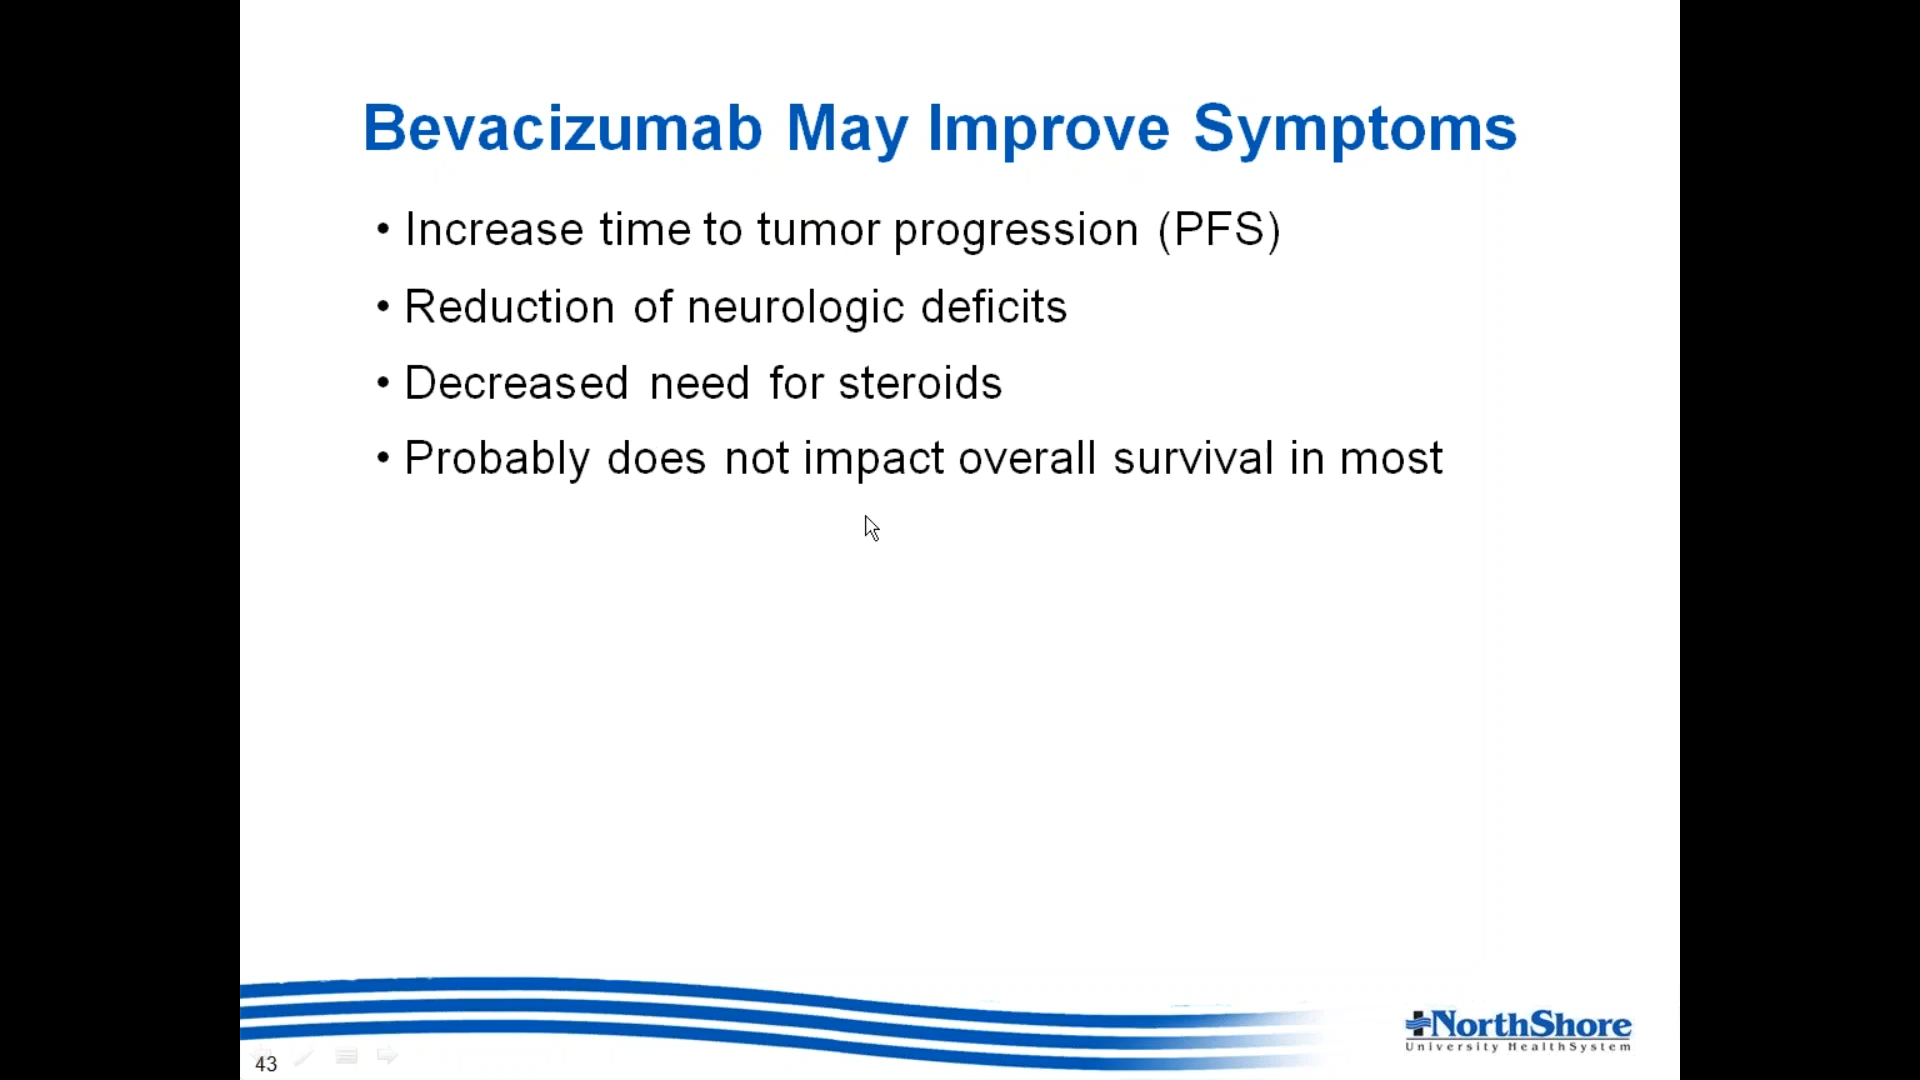 Bevacizumab May Improve Symptoms
• Increase time to tumor progression (PFS)
• Reduction of neurologic deficits
• Decreased need for steroids
• Probably does not impact overall survival in most
NorthShore
University HealthSystem
43